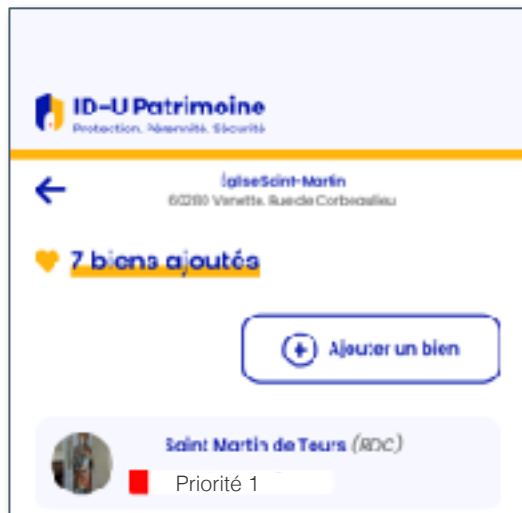 ID-U Patrimoine
Protection. Pérennité. Sécurité
Église Saint-Martin
60280 Venette. Rue de Corbeaulieu
7 biens ajoutés
Ajouter un bien
Saint Martin de Tours (RDC)
Priorité 1